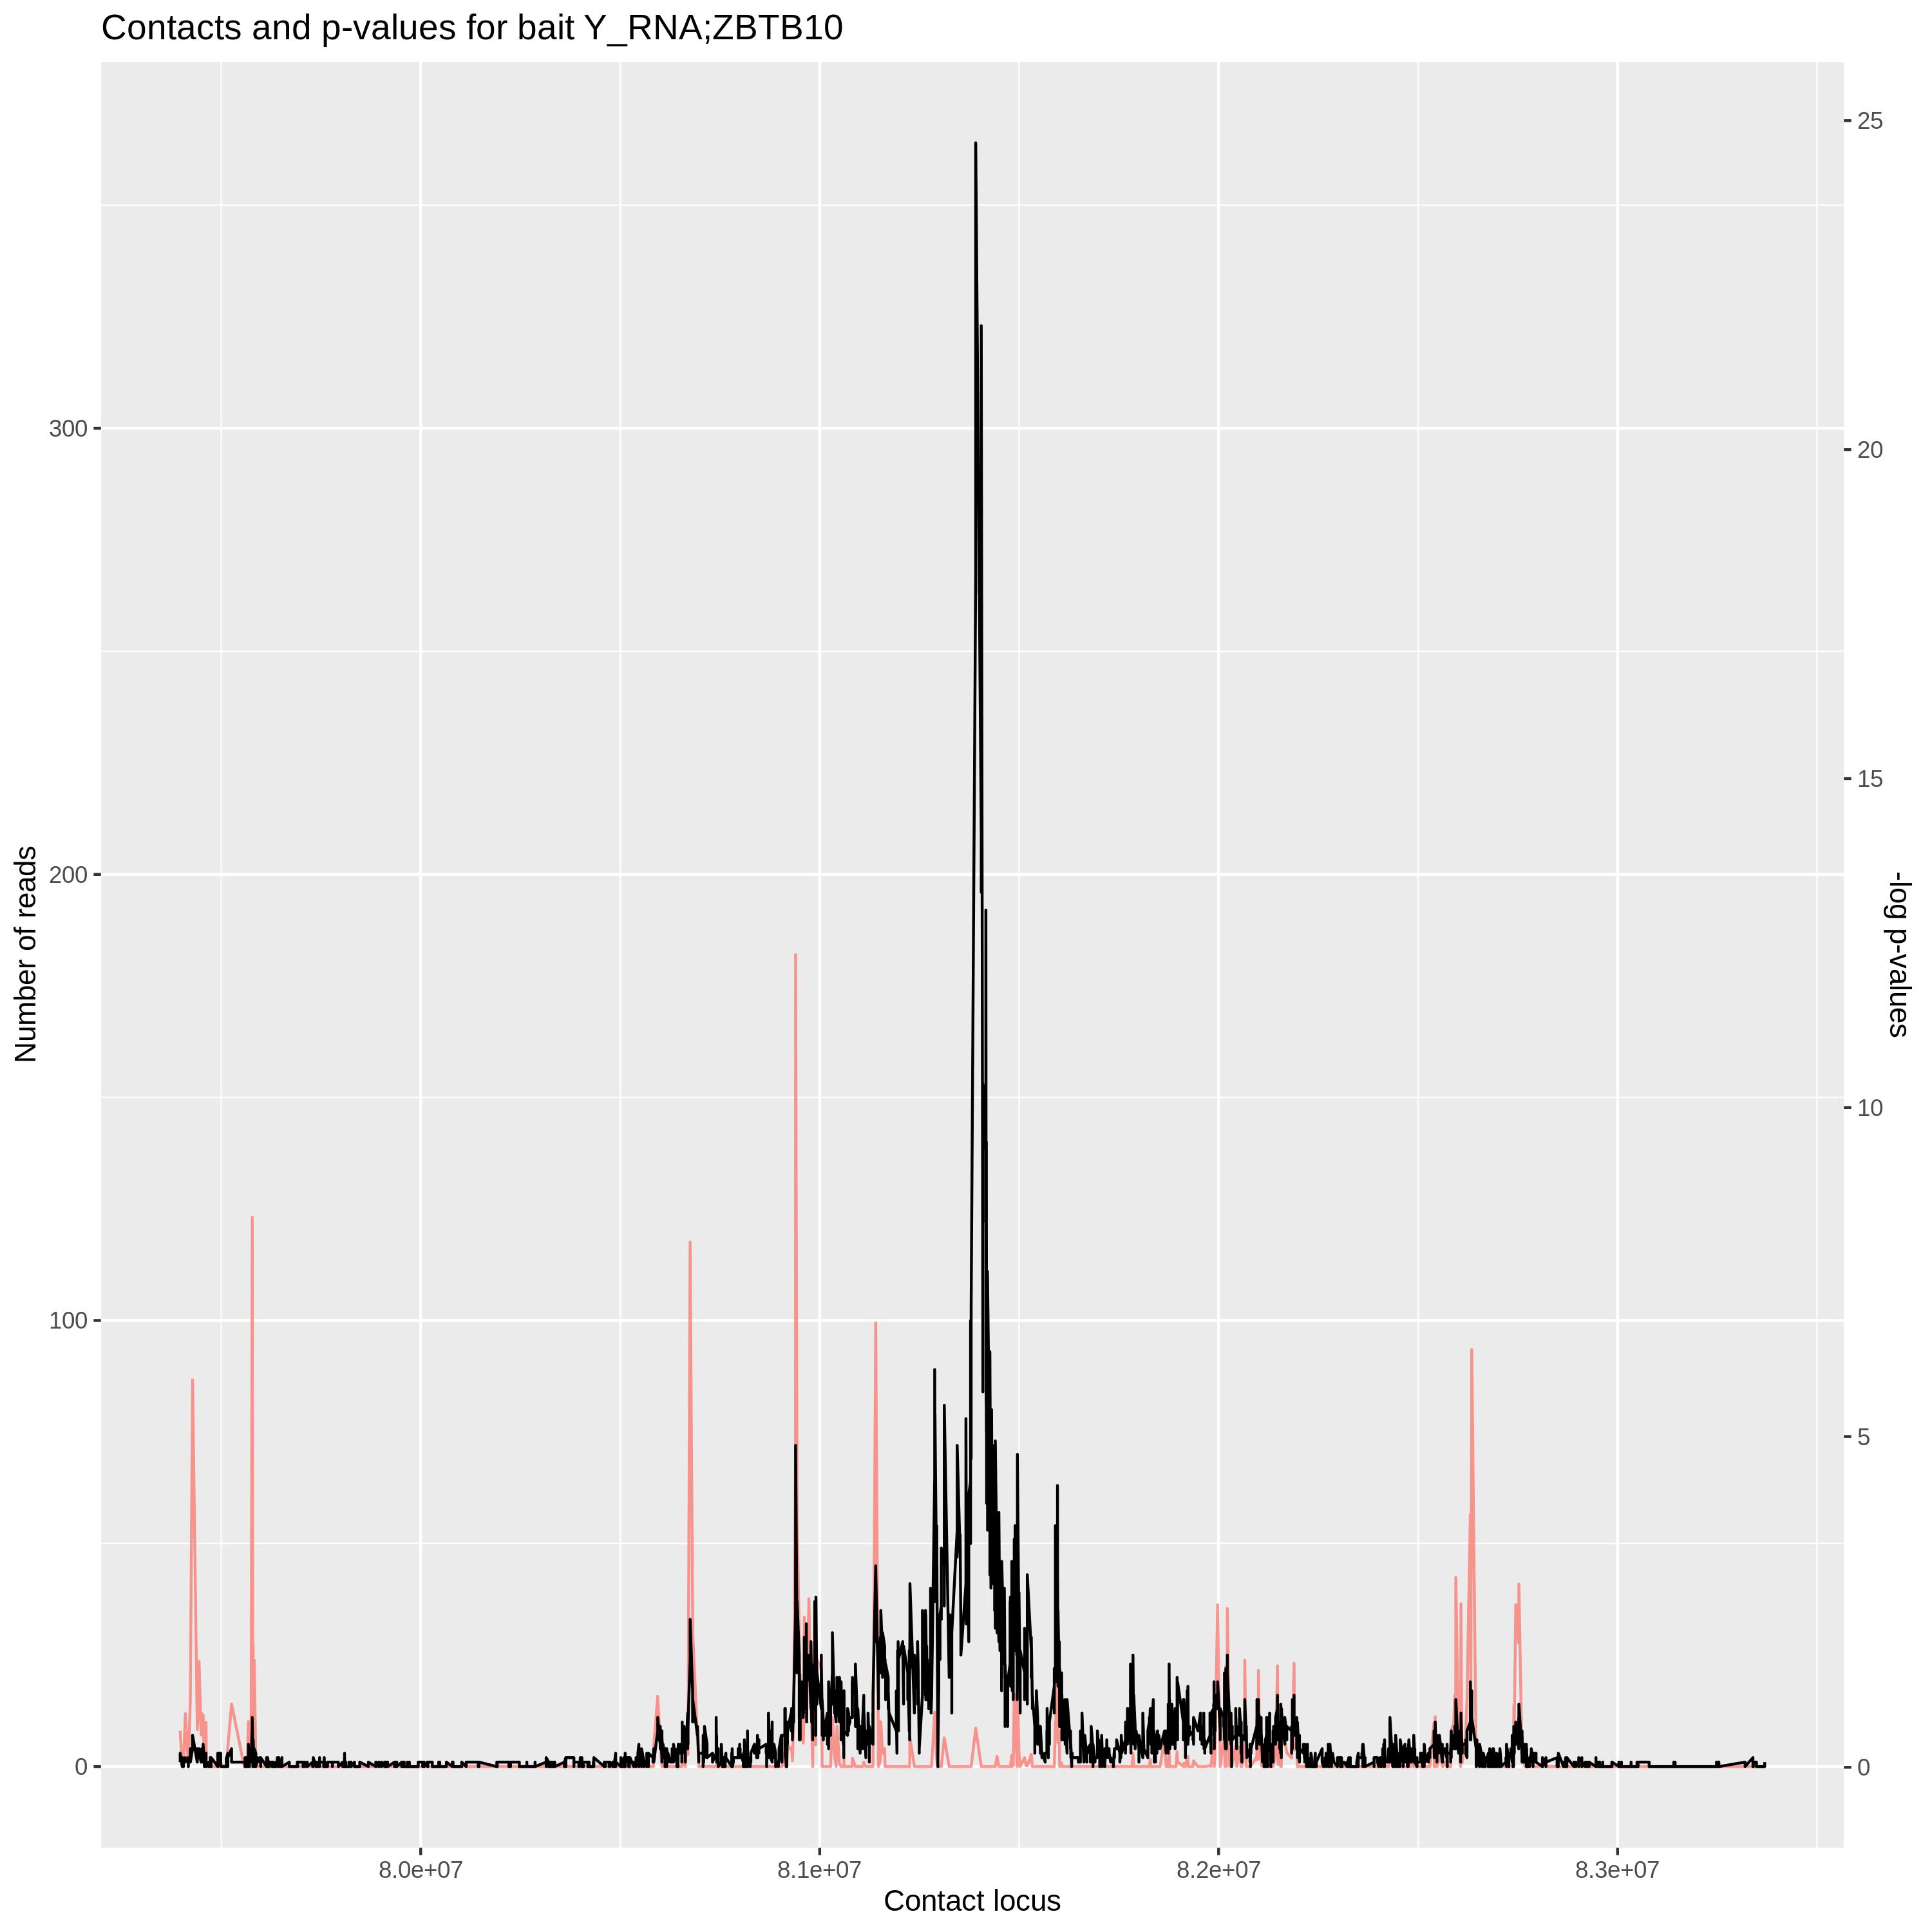 Contacts and p-values for bait Y_RNA;ZBTB10
25
300
20
200
15
Number of reads
-log p-values
10
100
5
0
0
8.0e+07
8.1e+07
8.2e+07
8.3e+07
Contact locus